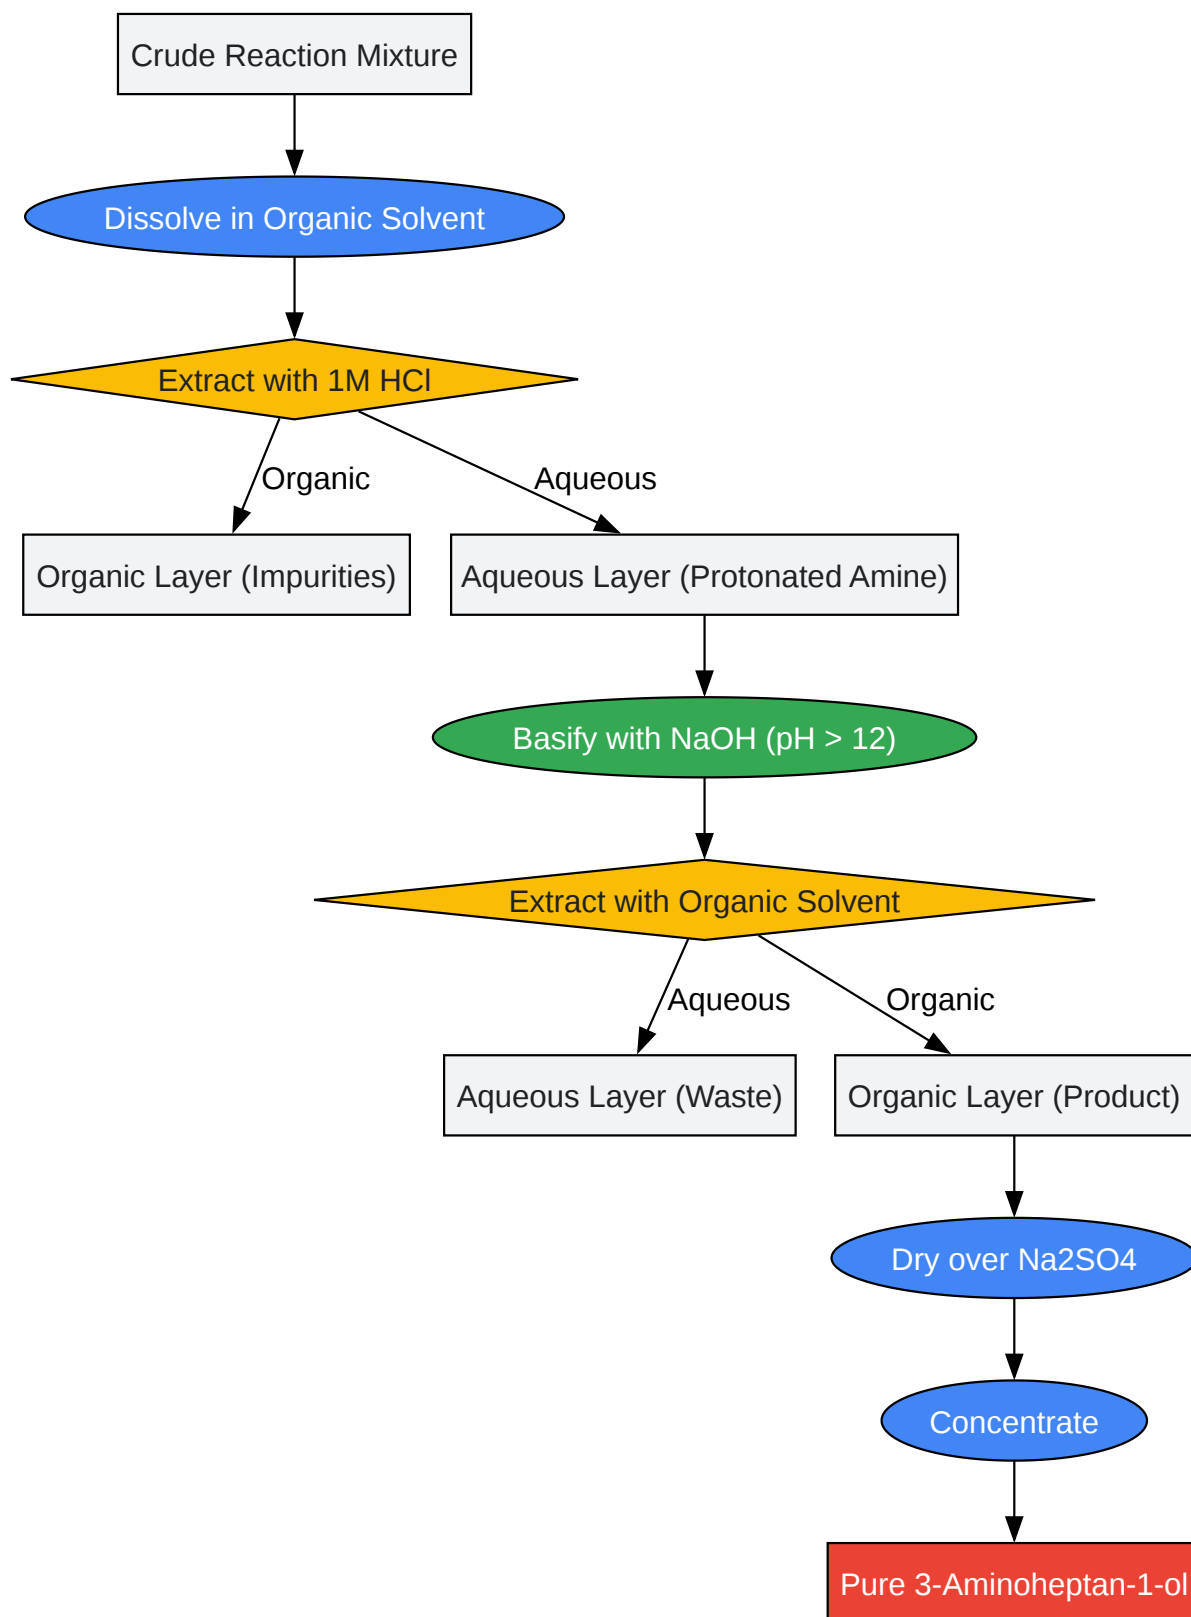 Crude Reaction Mixture
Dissolve in Organic Solvent
Extract with 1M HCl
Organic
Aqueous
Organic Layer (Impurities)
Aqueous Layer (Protonated Amine)
Basify with NaOH (pH > 12)
Extract with Organic Solvent
Aqueous
Organic
Aqueous Layer (Waste)
Organic Layer (Product)
Dry over Na2SO4
Concentrate
Pure 3-Aminoheptan-1-ol